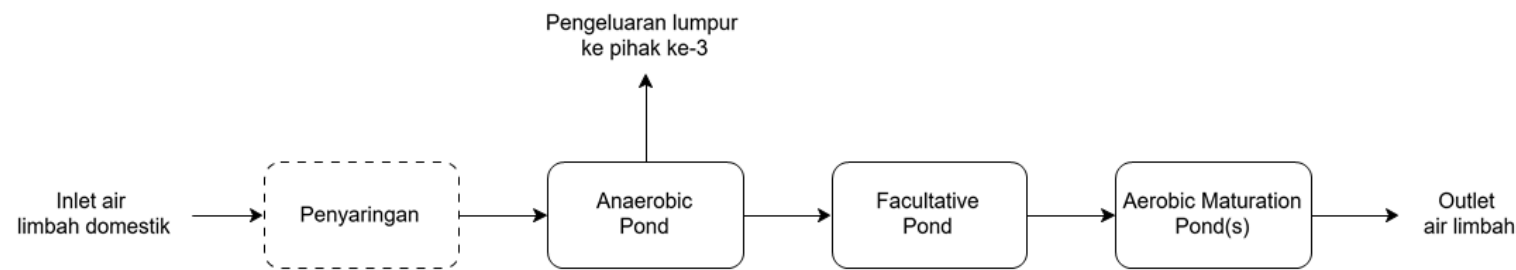 Pengeluaran lumpur
ke pihak ke-3
Inlet air
limbah domestik
Penyaringan
Anaerobic
Pond
Facultative
Pond
Aerobic Maturation
Pond(s)
Outlet
air limbah